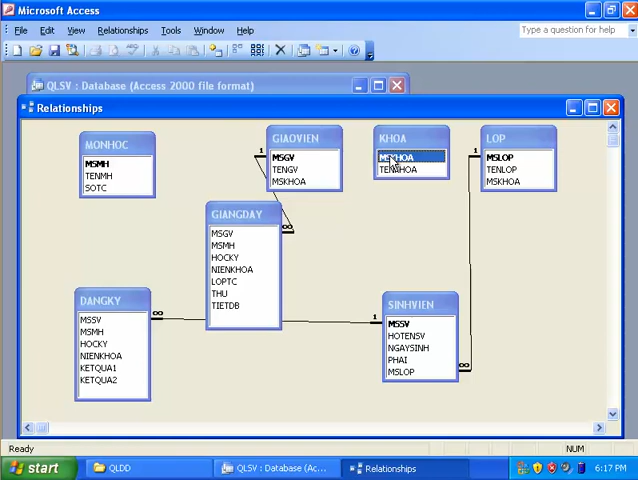 Microsoft Access
File Edit View Relationships Tools Window Help
Type a question for help
QLSV : Database (Access 2000 file format)
Relationships
MONHOC
MSMH
TENMH
SOTC
GIAOVIEN
MSGV
TENGV
MSKHOA
KHOA
MSKHOA
TENKHOA
LOP
MSLOP
TENLOP
MSKHOA
1
1
GIANGDAY
MSGV
MSMH
HOCKY
NIENKHOA
LOPTC
THU
TIETDB
∞
DANGKY
MSSV
MSMH
HOCKY
NIENKHOA
KETQUA1
KETQUA2
∞
1
SINHVIEN
MSSV
HOTENSV
NGAYSINH
PHAI
MSLOP
∞
Ready
NUM
start
QLDD
QLSV : Database (Ac...
Relationships
6:17 PM